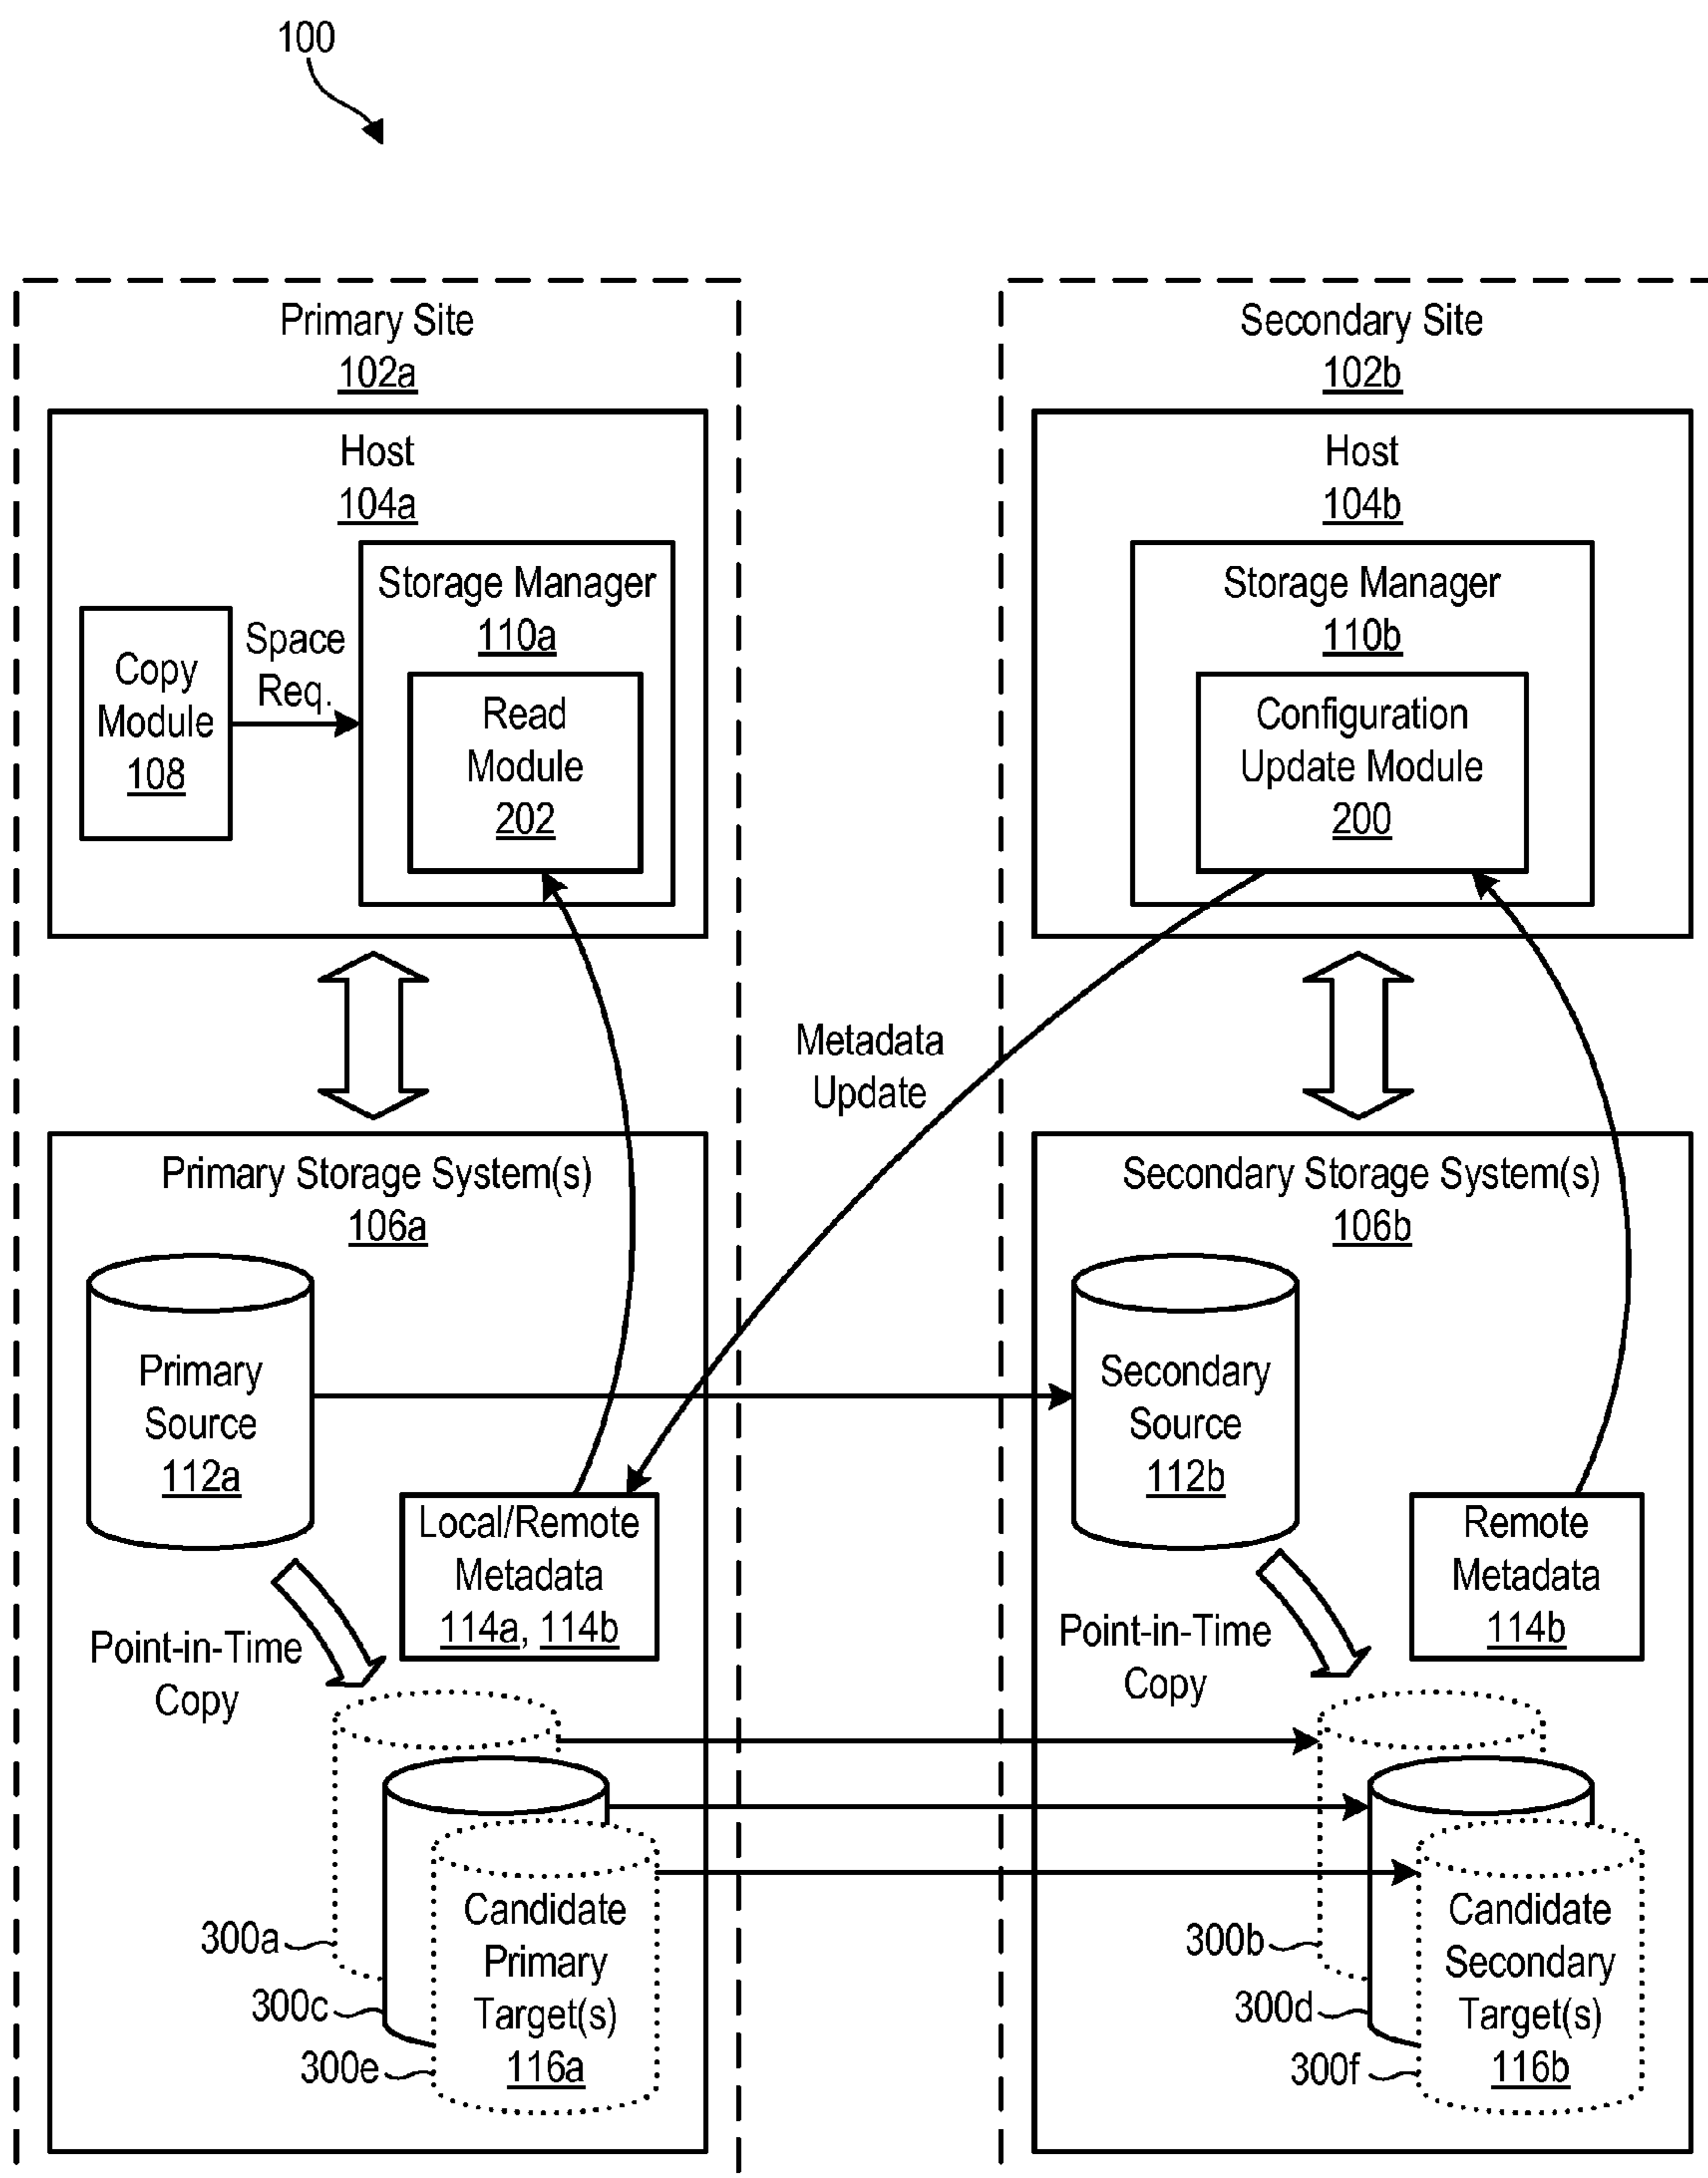 100
Primary Site
102a
Host
104a
Storage Manager
110a
Copy
Module
108
Space
Req.
Read
Module
202
Primary Storage System(s)
106a
Primary
Source
112a
Local/Remote
Metadata
114a, 114b
Point-in-Time
Copy
Candidate
Primary
Target(s)
116a
300a
300c
300e
Metadata
Update
Secondary Site
102b
Host
104b
Storage Manager
110b
Configuration
Update Module
200
Secondary Storage System(s)
106b
Secondary
Source
112b
Remote
Metadata
114b
Point-in-Time
Copy
Candidate
Secondary
Target(s)
116b
300b
300d
300f